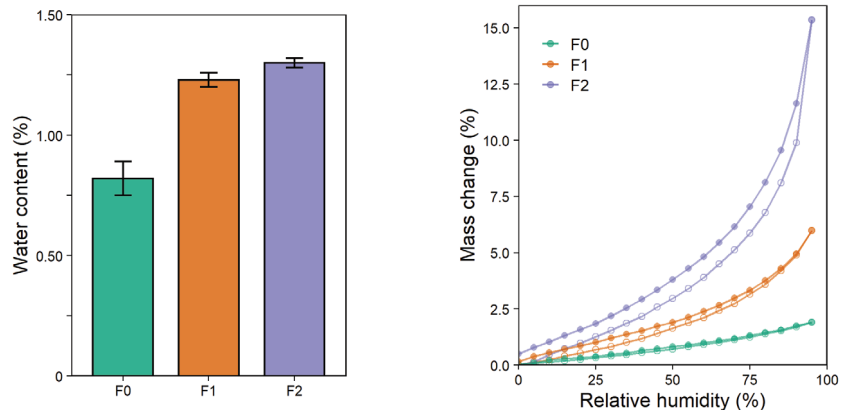 Water content (%)
1.50
1.00
0.50
F0
F1
F2
Mass change (%)
15.0
12.5
10.0
7.5
5.0
2.5
0.0
F0
F1
F2
0
25
50
75
100
Relative humidity (%)